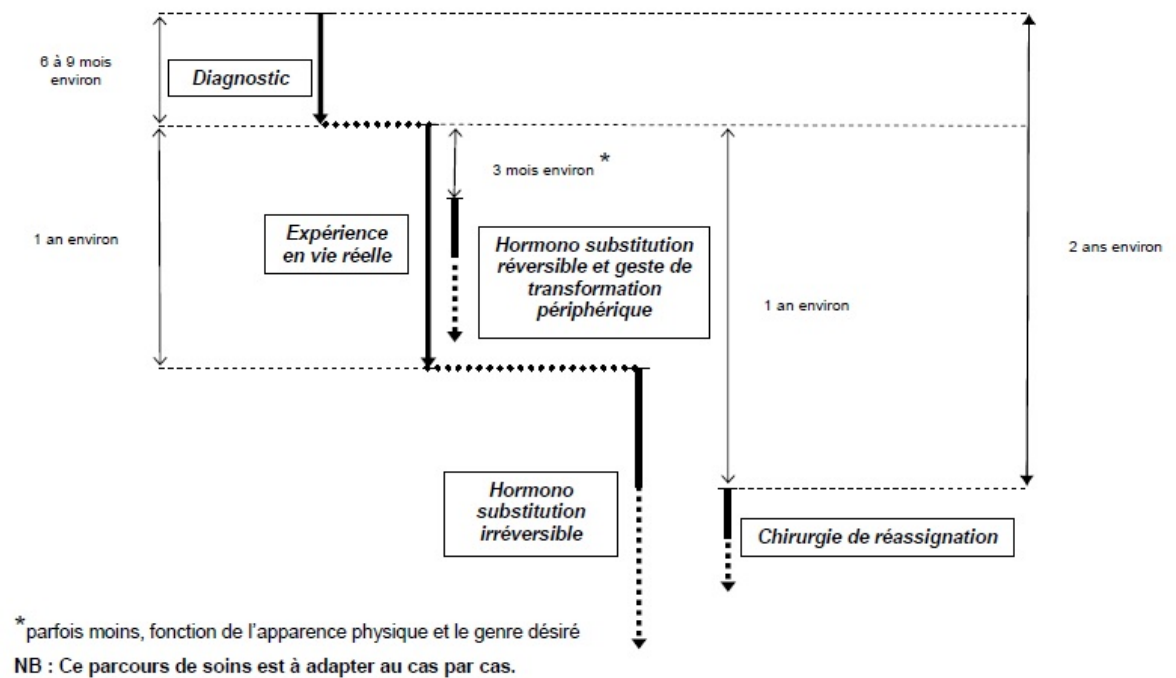 6 à 9 mois
environ
Diagnostic
3 mois environ *
1 an environ
Expérience
en vie réelle
Hormono substitution
réversible et geste de
transformation
périphérique
1 an environ
2 ans environ
Hormono
substitution
irréversible
Chirurgie de réassignation
*parfois moins, fonction de l'apparence physique et le genre désiré
NB : Ce parcours de soins est à adapter au cas par cas.